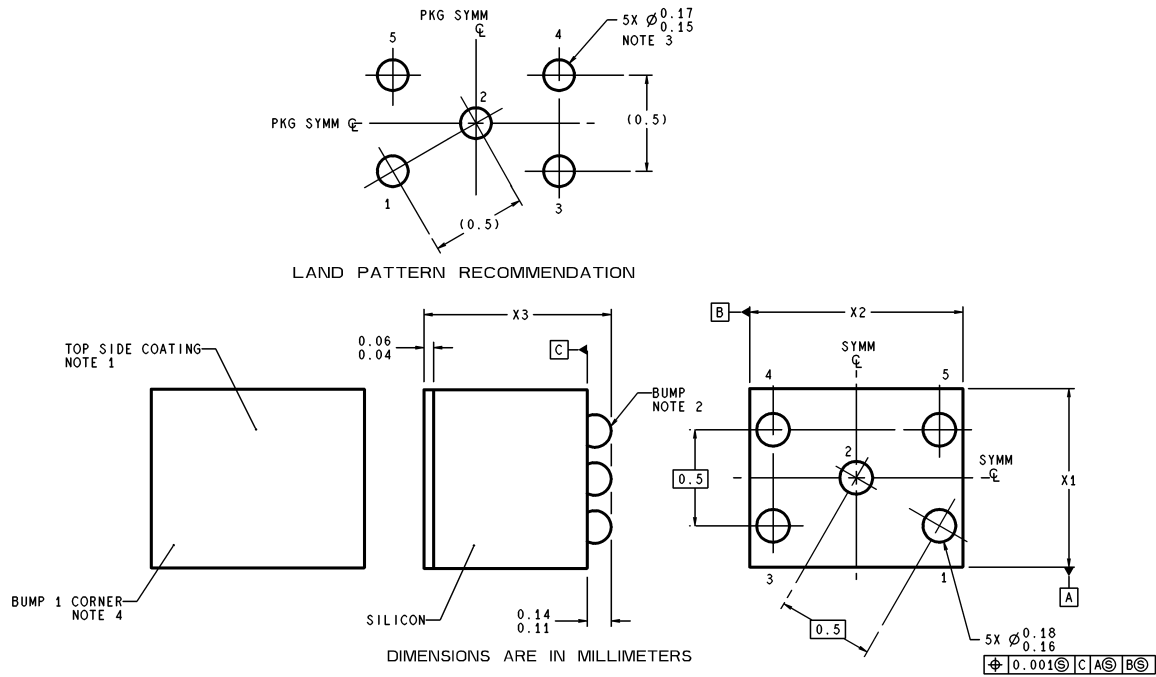 PKG SYMM
℄
5X ⌀ 0.17
0.15
NOTE 3
5
4
2
PKG SYMM ℄
(0.5)
1
3
(0.5)
LAND PATTERN RECOMMENDATION
X3
B
X2
TOP SIDE COATING
NOTE 1
0.06
0.04
C
SYMM
℄
4
5
BUMP
NOTE 2
2
SYMM
℄
0.5
X1
BUMP 1 CORNER
NOTE 4
SILICON
0.14
0.11
3
1
A
0.5
5X ⌀ 0.18
0.16
⌖ 0.001Ⓢ C AⓈ BⓈ
DIMENSIONS ARE IN MILLIMETERS